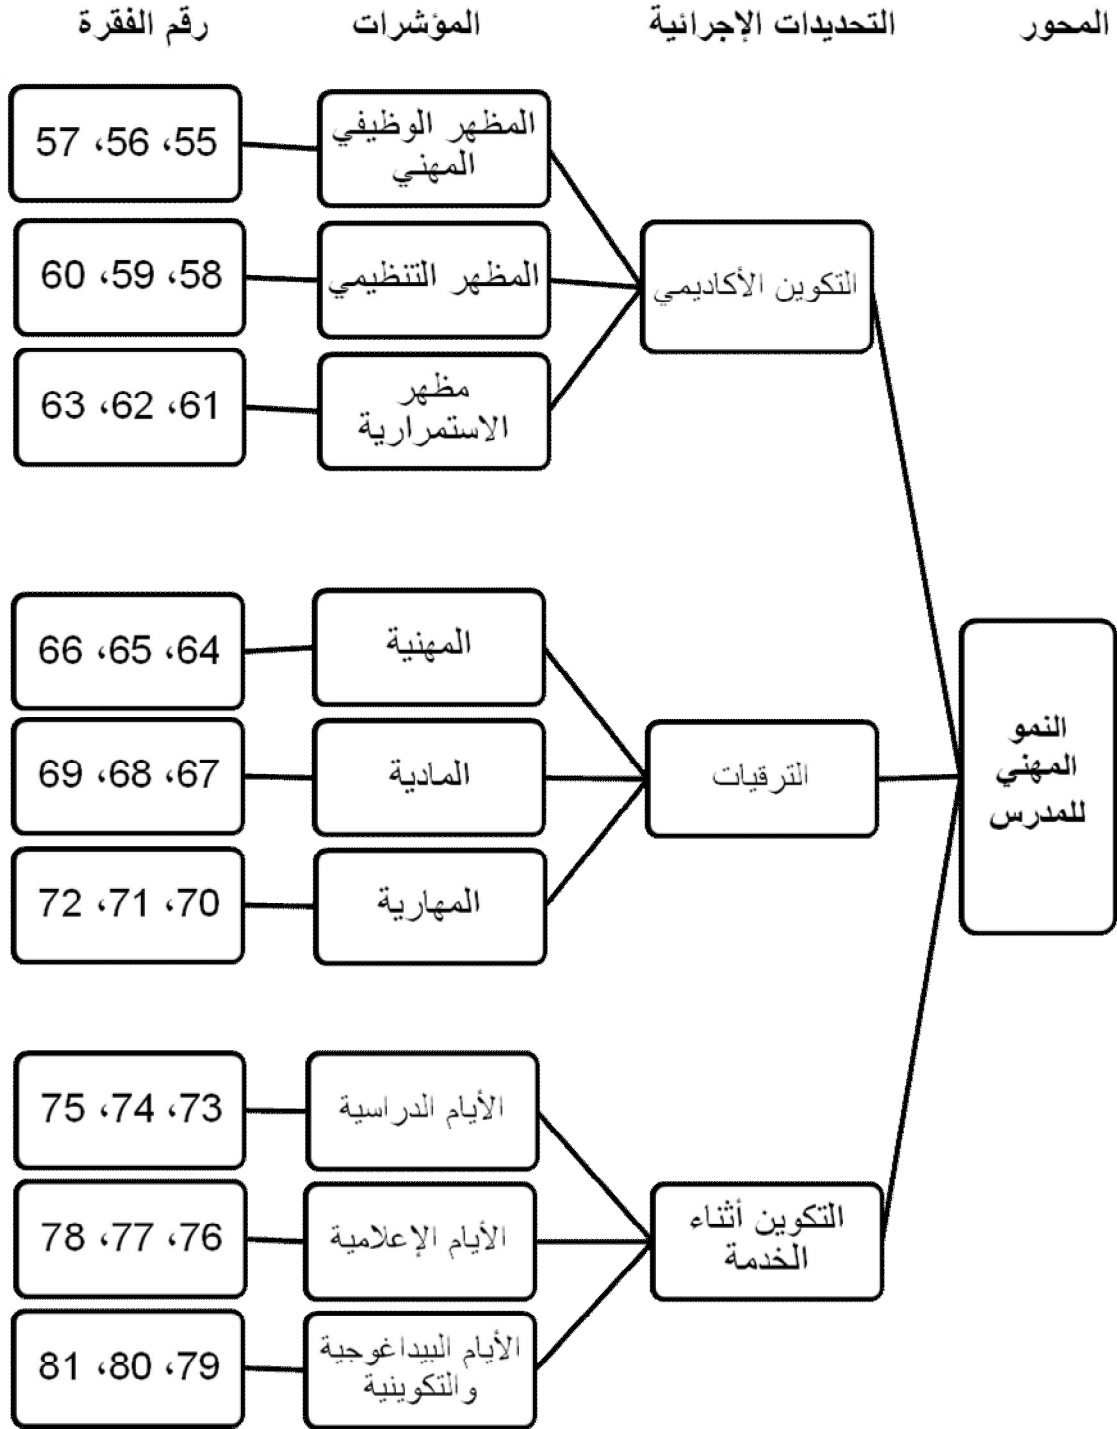 المحور التحديدات الإجرائية المؤشرات رقم الفقرة
النمو
المهني
للمدرس
التكوين الأكاديمي
المظهر الوظيفي
المهني
55، 56، 57
المظهر التنظيمي
58، 59، 60
مظهر
الاستمرارية
61، 62، 63
الترقيات
المهنية
64، 65، 66
المادية
67، 68، 69
المهارية
70، 71، 72
التكوين أثناء
الخدمة
الأيام الدراسية
73، 74، 75
الأيام الإعلامية
76، 77، 78
الأيام البيداغوجية
والتكوينية
79، 80، 81